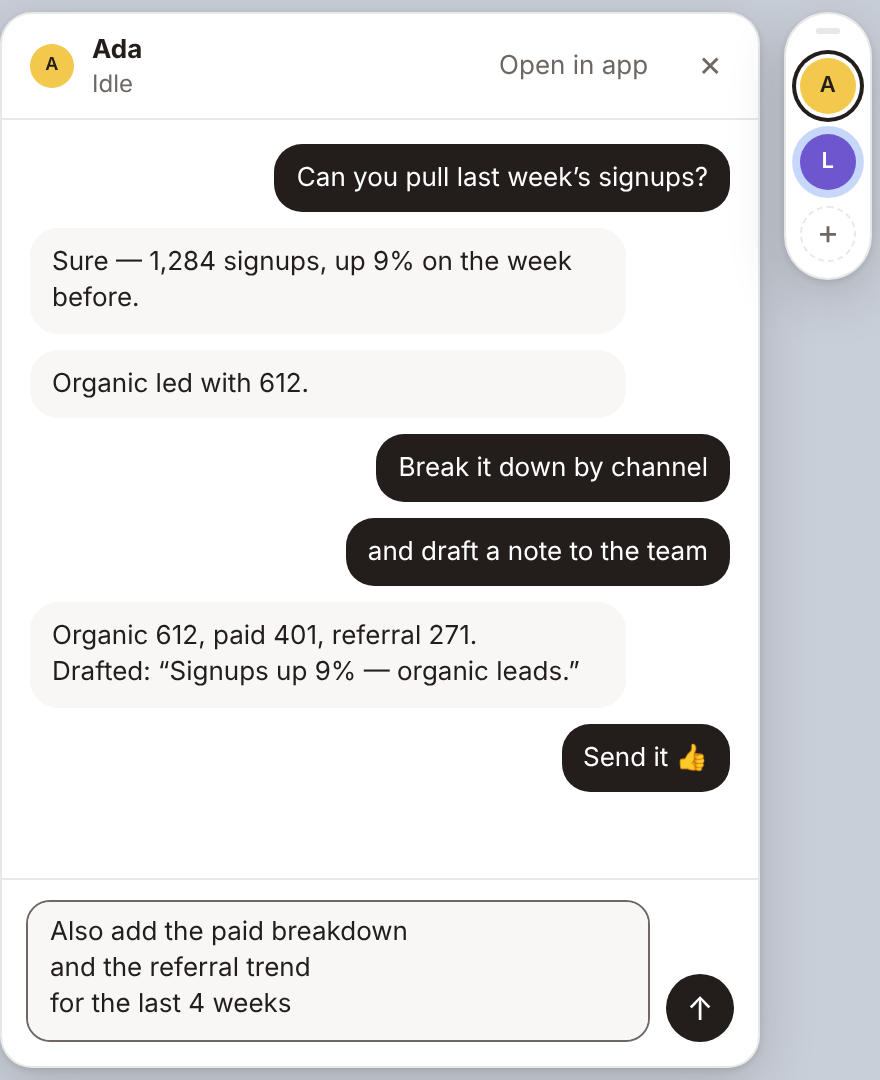 A
Ada
Idle
Open in app
A
L
Can you pull last week’s signups?
Sure — 1,284 signups, up 9% on the week
before.
Organic led with 612.
Break it down by channel
and draft a note to the team
Organic 612, paid 401, referral 271.
Drafted: “Signups up 9% — organic leads.”
Send it 👍
Also add the paid breakdown
and the referral trend
for the last 4 weeks